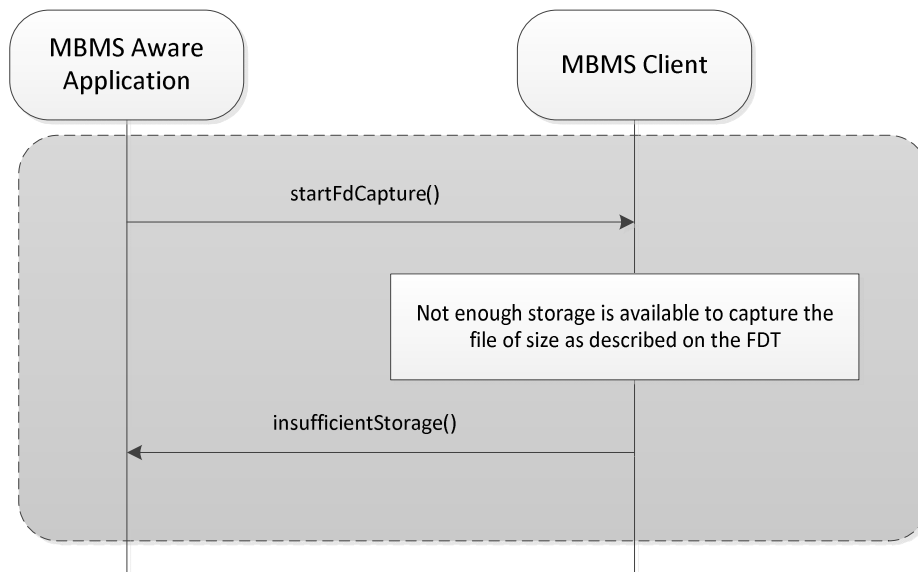 MBMS Aware
Application
MBMS Client
startFdCapture()
Not enough storage is available to capture the
file of size as described on the FDT
insufficientStorage()